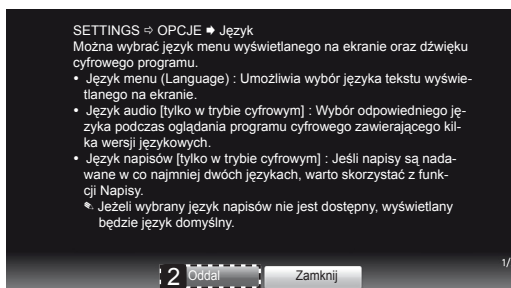 SETTINGS ⇨ OPCJE ➡ Język
Można wybrać język menu wyświetlanego na ekranie oraz dźwięku
cyfrowego programu.
• Język menu (Language) : Umożliwia wybór języka tekstu wyświe-
tlanego na ekranie.
• Język audio [tylko w trybie cyfrowym] : Wybór odpowiedniego ję-
zyka podczas oglądania programu cyfrowego zawierającego kil-
ka wersji językowych.
• Język napisów [tylko w trybie cyfrowym] : Jeśli napisy są nada-
wane w co najmniej dwóch językach, warto skorzystać z funk-
cji Napisy.
✎ Jeżeli wybrany język napisów nie jest dostępny, wyświetlany
będzie język domyślny.
1/
2 Oddal Zamknij